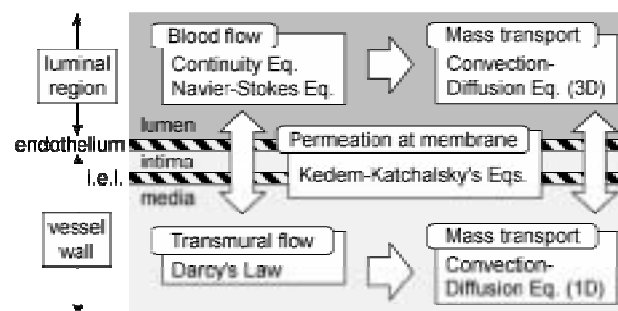 Blood flow
Continuity Eq.
Navier-Stokes Eq.
Mass transport
Convection-
Diffusion Eq. (3D)
luminal
region
lumen
endothelium
intima
i.e.l.
media
Permeation at membrane
Kedem-Katchalsky's Eqs.
vessel
wall
Transmural flow
Darcy's Law
Mass transport
Convection-
Diffusion Eq. (1D)